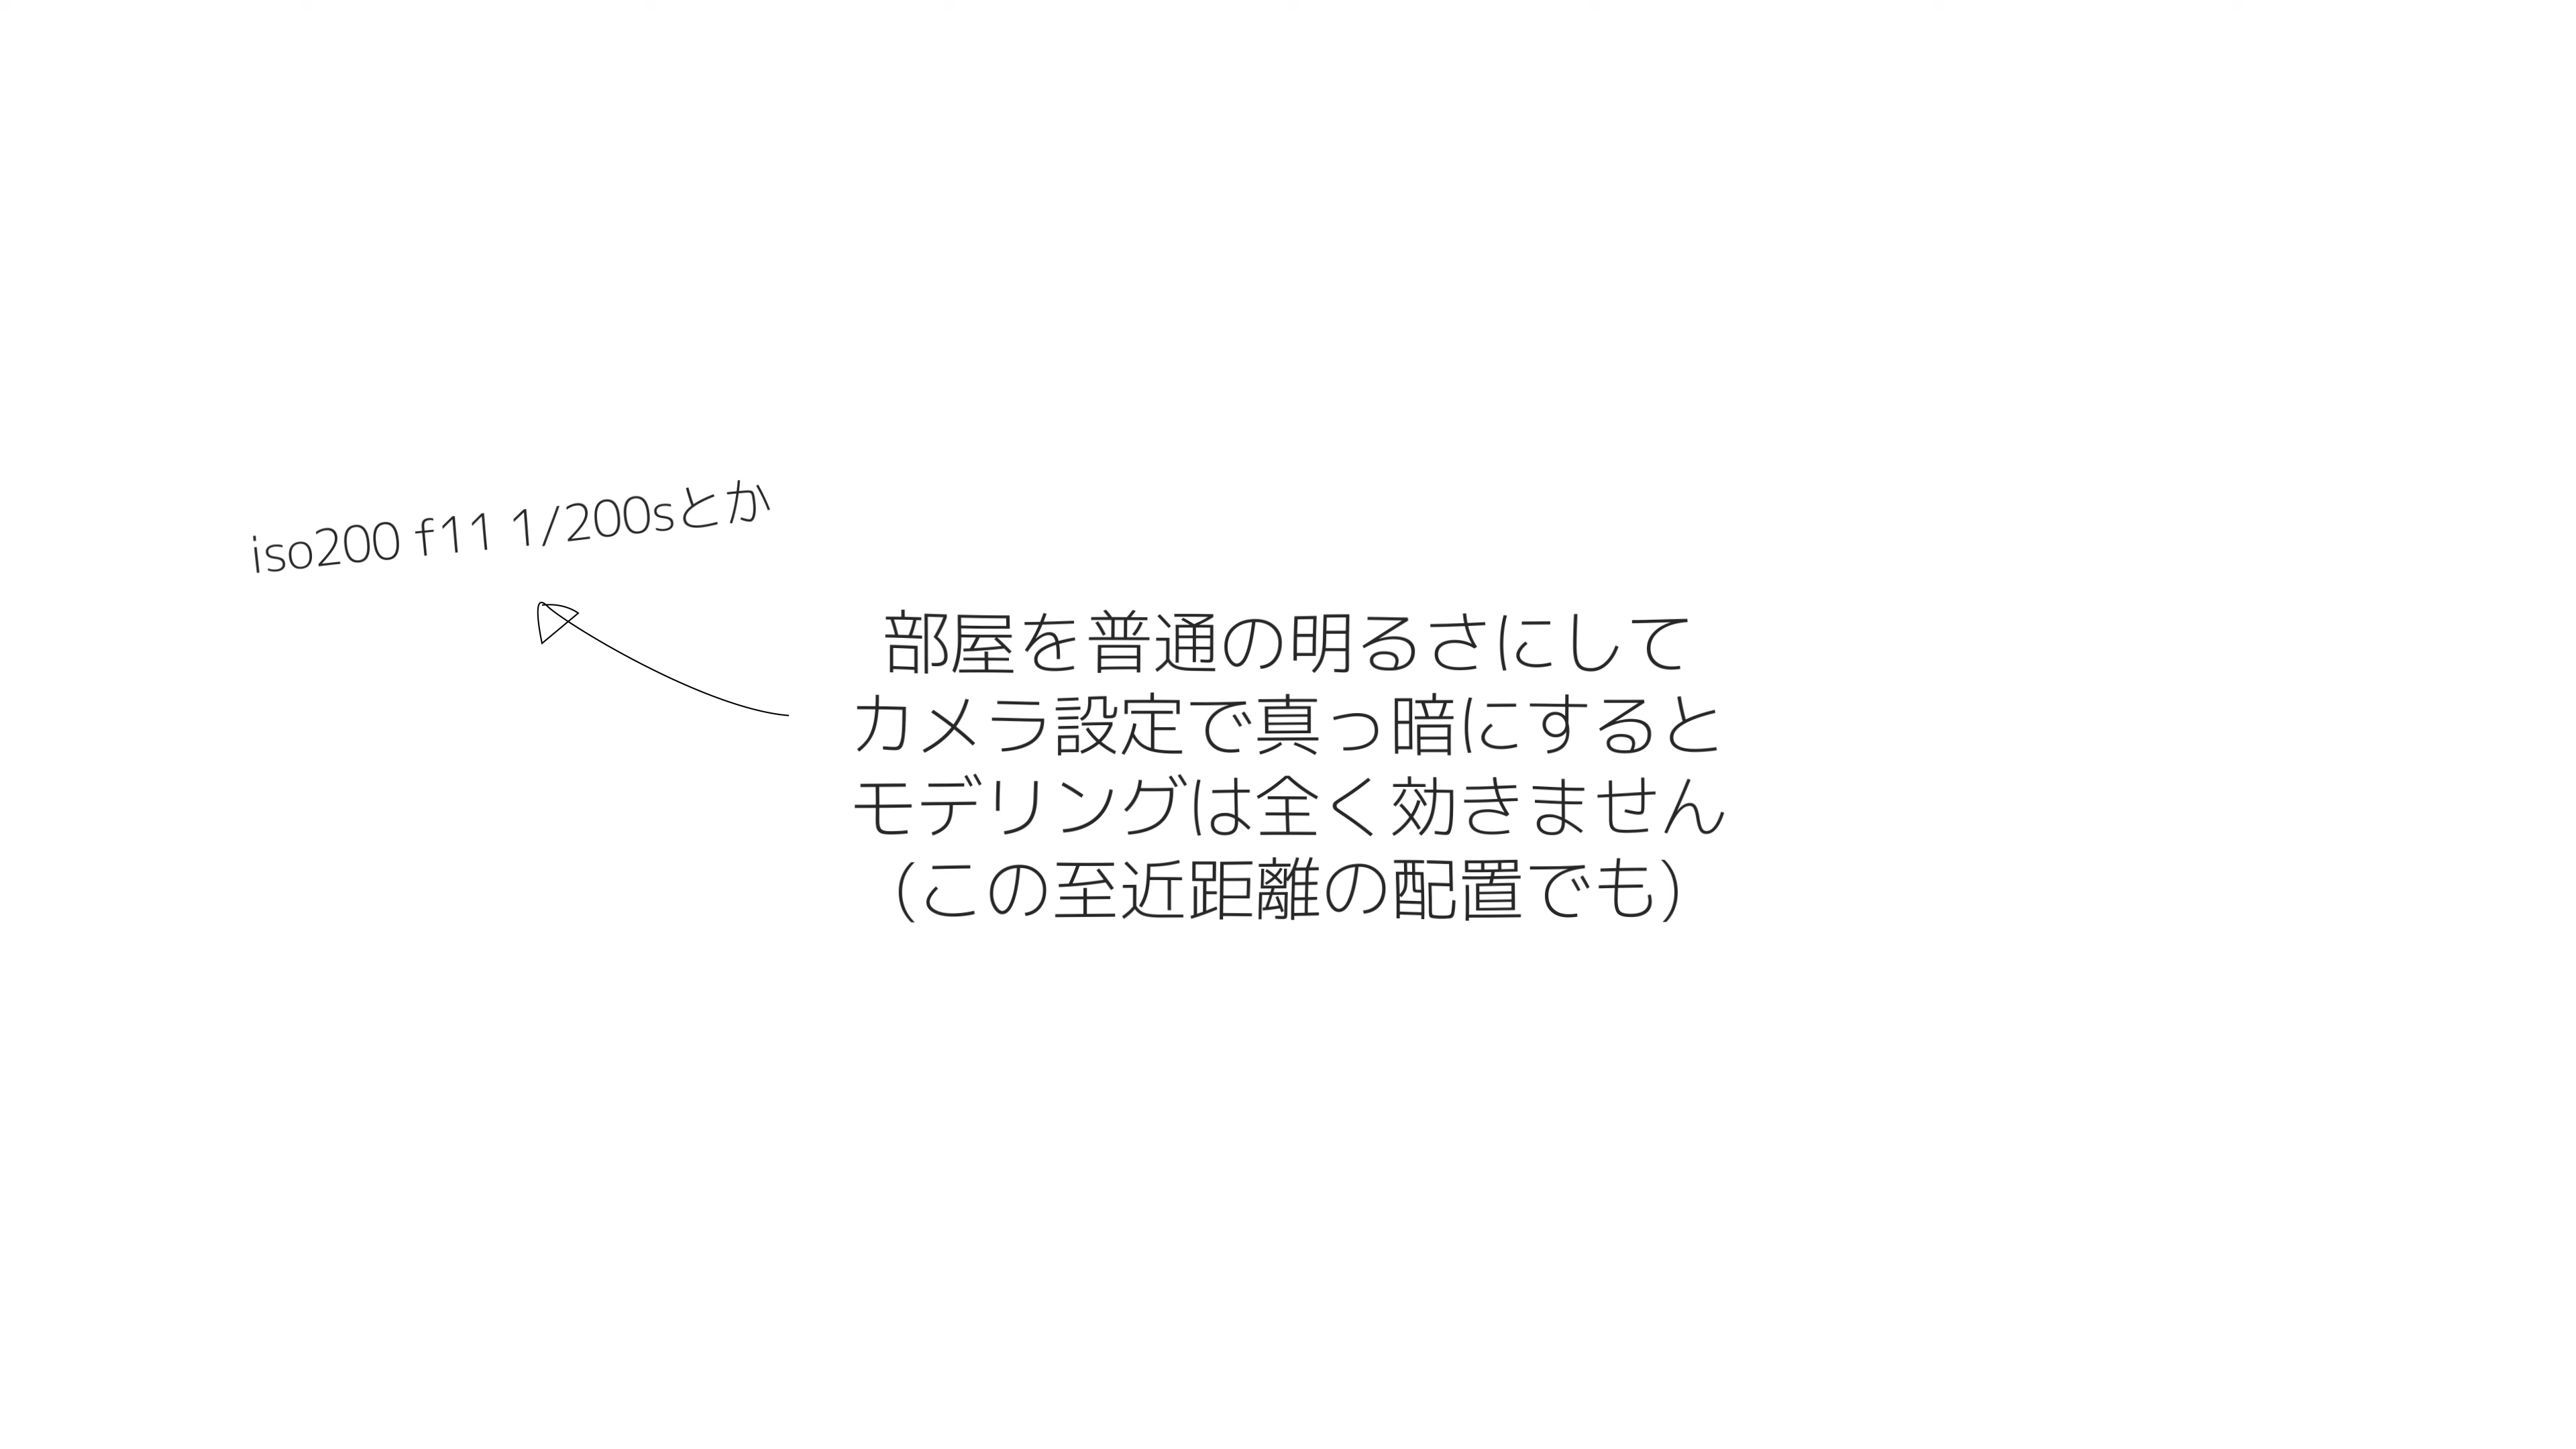 iso200 f11 1/200sとか
部屋を普通の明るさにして
カメラ設定で真っ暗にすると
モデリングは全く効きません
(この至近距離の配置でも)